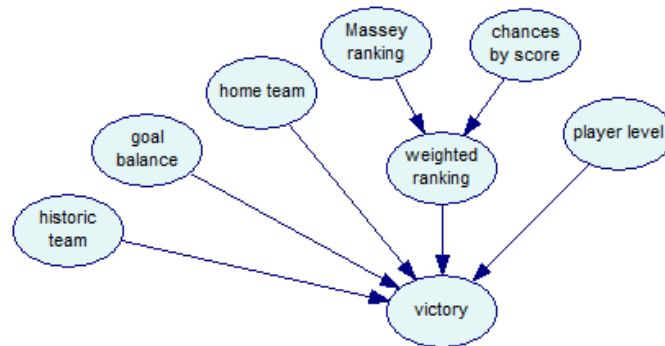 Massey
ranking
chances
by score
home team
player level
goal
balance
weighted
ranking
historic
team
victory